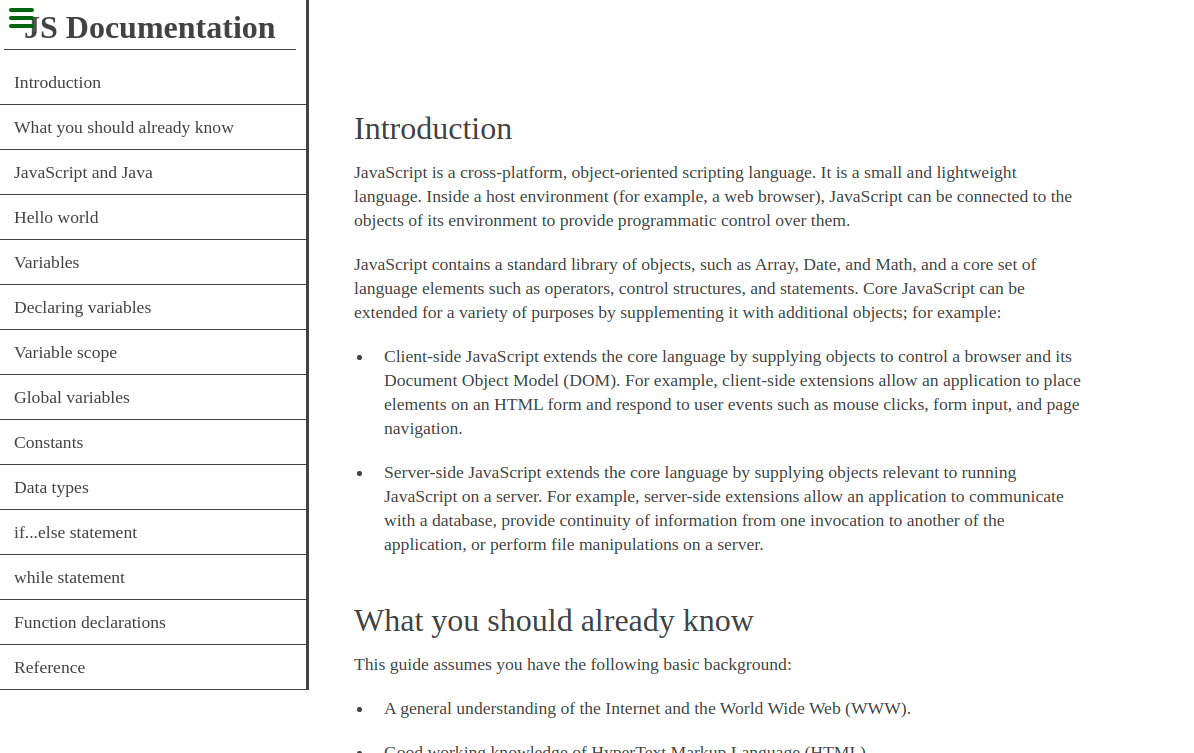 JS Documentation
Introduction
What you should already know
JavaScript and Java
Hello world
Variables
Declaring variables
Variable scope
Global variables
Constants
Data types
if...else statement
while statement
Function declarations
Reference
Introduction
JavaScript is a cross-platform, object-oriented scripting language. It is a small and lightweight
language. Inside a host environment (for example, a web browser), JavaScript can be connected to the
objects of its environment to provide programmatic control over them.
JavaScript contains a standard library of objects, such as Array, Date, and Math, and a core set of
language elements such as operators, control structures, and statements. Core JavaScript can be
extended for a variety of purposes by supplementing it with additional objects; for example:
• Client-side JavaScript extends the core language by supplying objects to control a browser and its
Document Object Model (DOM). For example, client-side extensions allow an application to place
elements on an HTML form and respond to user events such as mouse clicks, form input, and page
navigation.
• Server-side JavaScript extends the core language by supplying objects relevant to running
JavaScript on a server. For example, server-side extensions allow an application to communicate
with a database, provide continuity of information from one invocation to another of the
application, or perform file manipulations on a server.
What you should already know
This guide assumes you have the following basic background:
• A general understanding of the Internet and the World Wide Web (WWW).
• Good working knowledge of HyperText Markup Language (HTML).